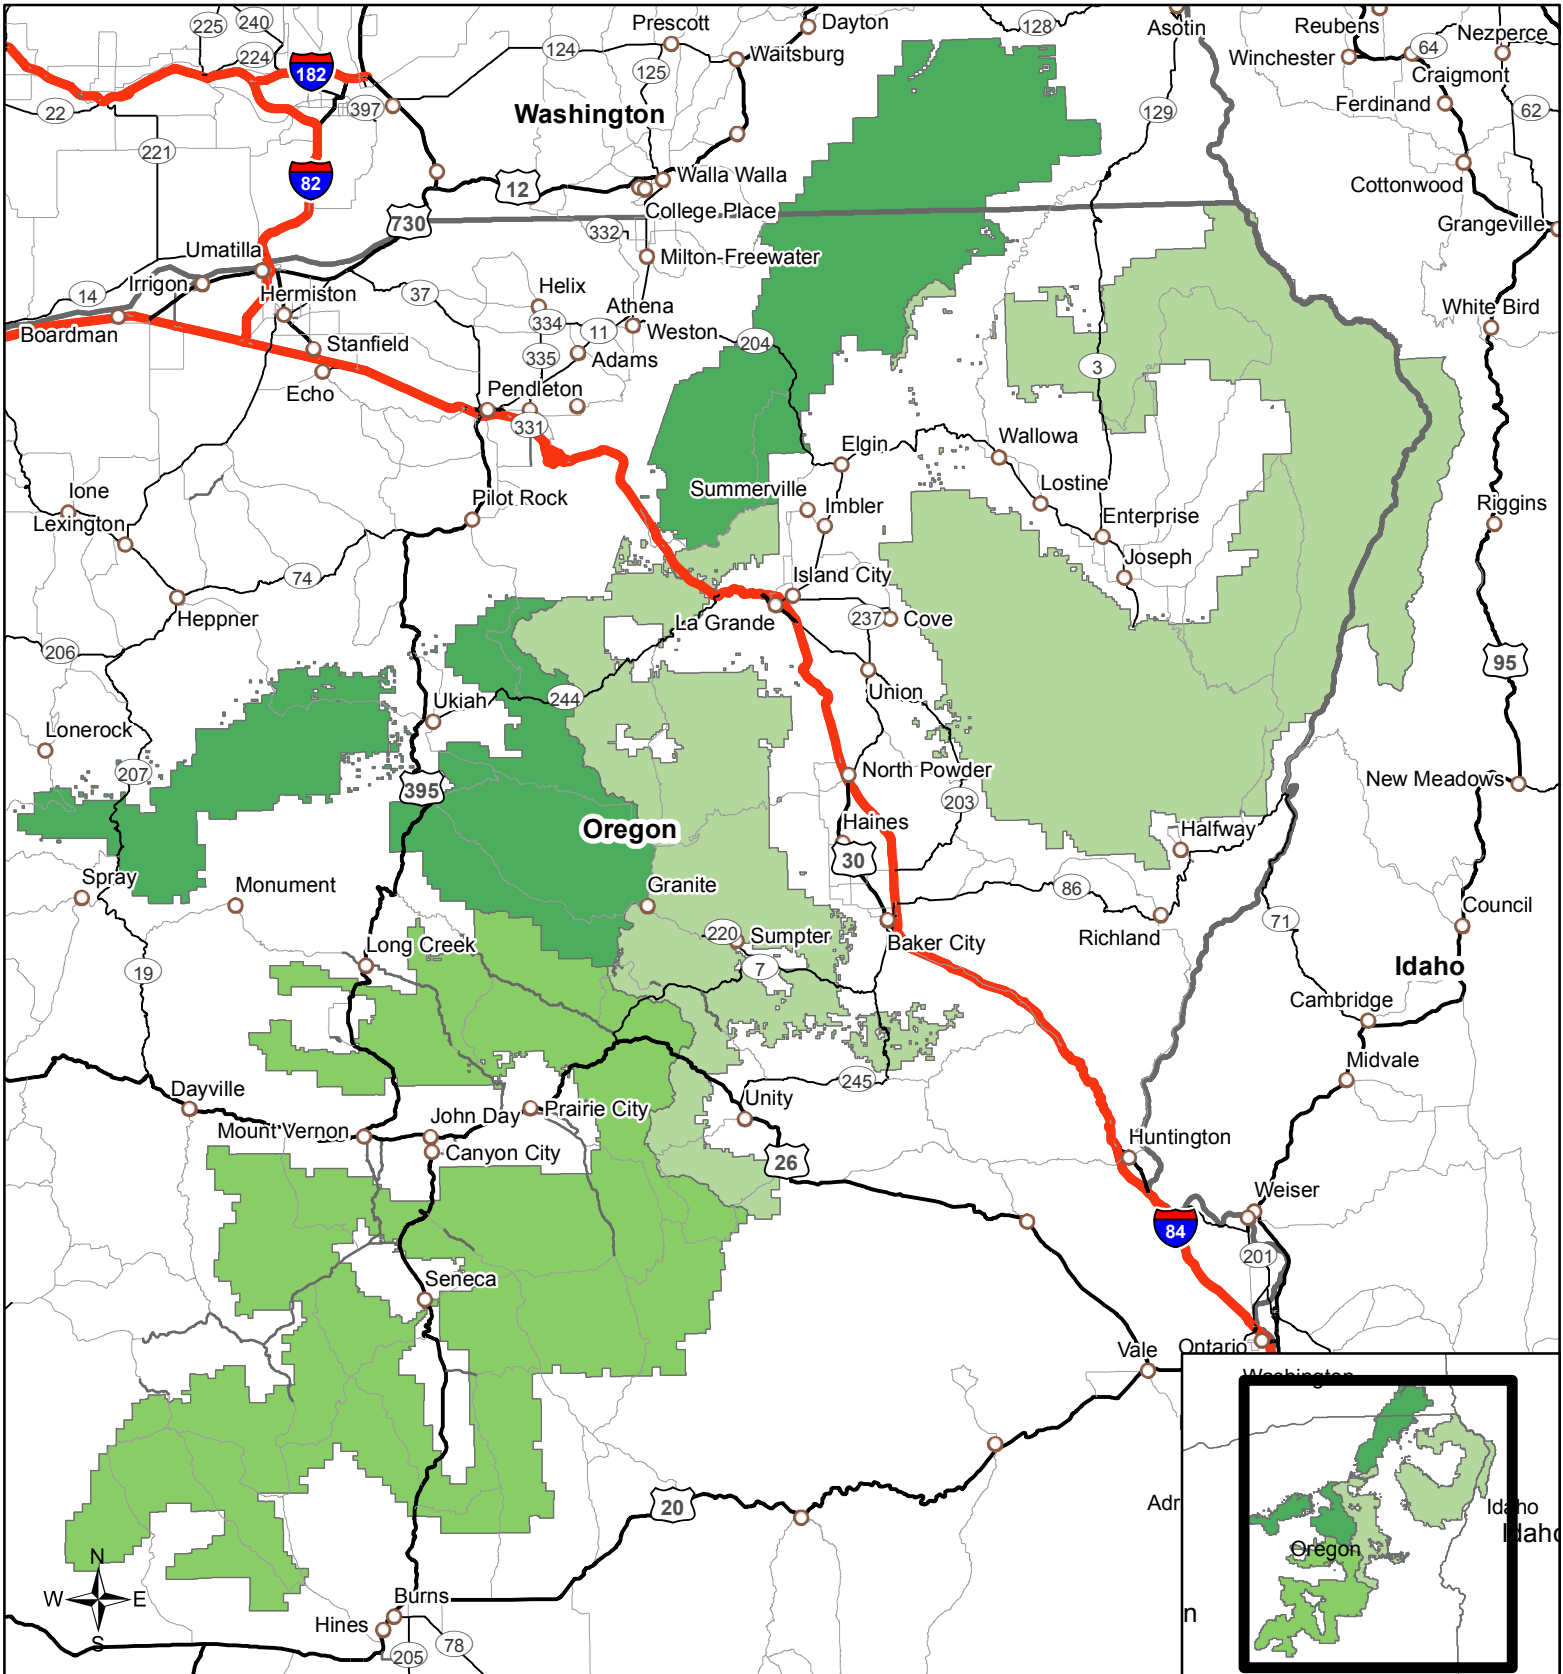 225
240
Prescott
Dayton
128
Asotin
Reubens
Nezperce
124
Waitsburg
64
224
Winchester
182
125
Craigmont
22
397
Washington
129
Ferdinand
62
221
82
12
Walla Walla
Cottonwood
730
College Place
Grangeville
332
Umatilla
Milton-Freewater
Irrigon
14
Hermiston
37
Helix
Athena
White Bird
Boardman
334
11
Weston
204
Stanfield
335
Adams
3
Echo
Pendleton
331
Elgin
Wallowa
Ione
Pilot Rock
Summerville
Imbler
Lostine
Riggins
Lexington
Enterprise
Joseph
74
Island City
Heppner
La Grande
237
Cove
206
95
Union
Ukiah
244
Lonerock
207
395
North Powder
New Meadows
203
Oregon
Haines
Halfway
30
Spray
Monument
Granite
86
Council
220
Sumpter
71
Long Creek
Baker City
Richland
19
7
Idaho
Cambridge
Midvale
245
Dayville
Unity
John Day
Prairie City
Mount Vernon
Huntington
Canyon City
26
Weiser
84
201
Seneca
Vale
Ontario
Washington
20
Adr
Idaho
Idaho
Oregon
N
W
E
S
Burns
Hines
n
78
205